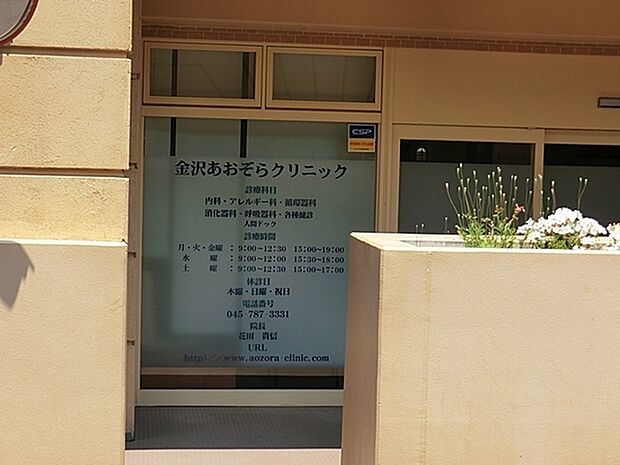 CSP
金沢あおぞらクリニック
診療科目
内科・アレルギー科・循環器科
消化器科・呼吸器科・各種健診
人間ドック
診療時間
月・火・金曜 : 9:00~12:30 15:00~19:00
水 曜 : 9:00~12:30 15:30~18:00
土 曜 : 9:00~12:30 15:00~17:00
休診日
木曜・日曜・祝日
電話番号
045-787-3331
院長
花田 貴信
URL
http://www.aozora-clinic.com